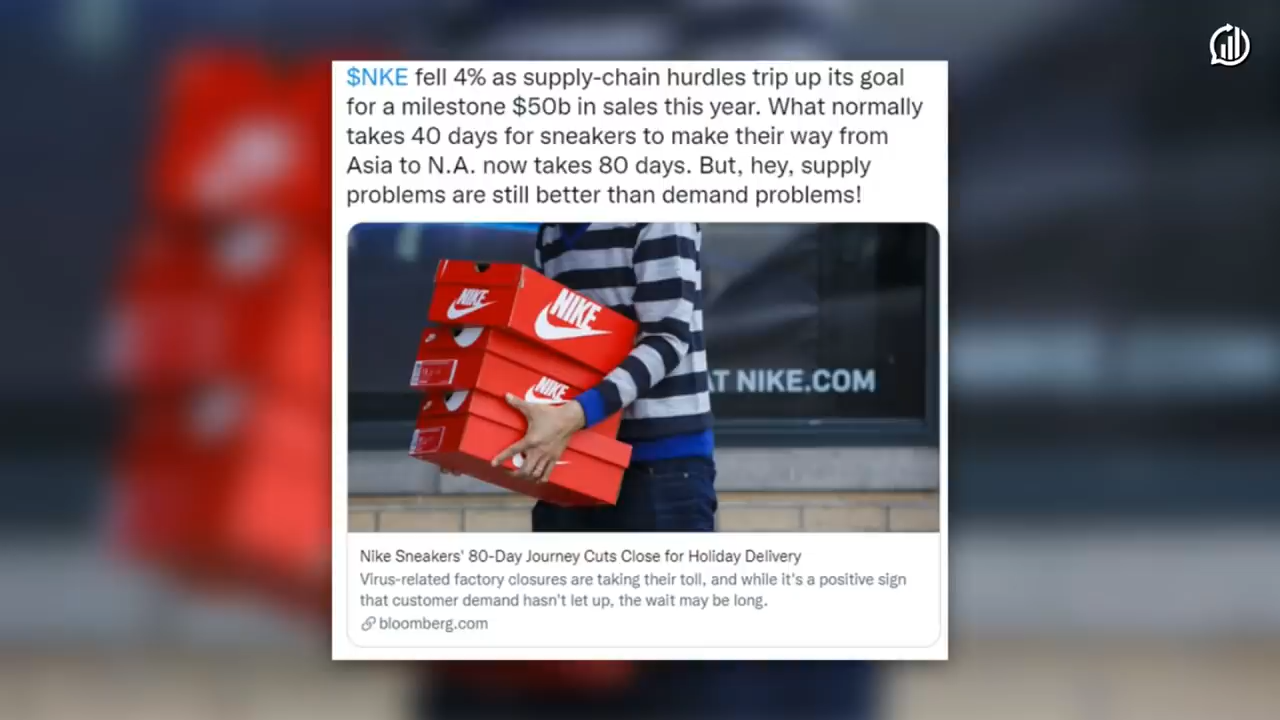 $NKE fell 4% as supply-chain hurdles trip up its goal
for a milestone $50b in sales this year. What normally
takes 40 days for sneakers to make their way from
Asia to N.A. now takes 80 days. But, hey, supply
problems are still better than demand problems!
NIKE
NIKE
NIKE
AT NIKE.COM
Nike Sneakers' 80-Day Journey Cuts Close for Holiday Delivery
Virus-related factory closures are taking their toll, and while it's a positive sign
that customer demand hasn't let up, the wait may be long.
bloomberg.com